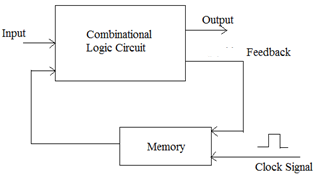 Input
Combinational
Logic Circuit
Output
Feedback
Memory
Clock Signal